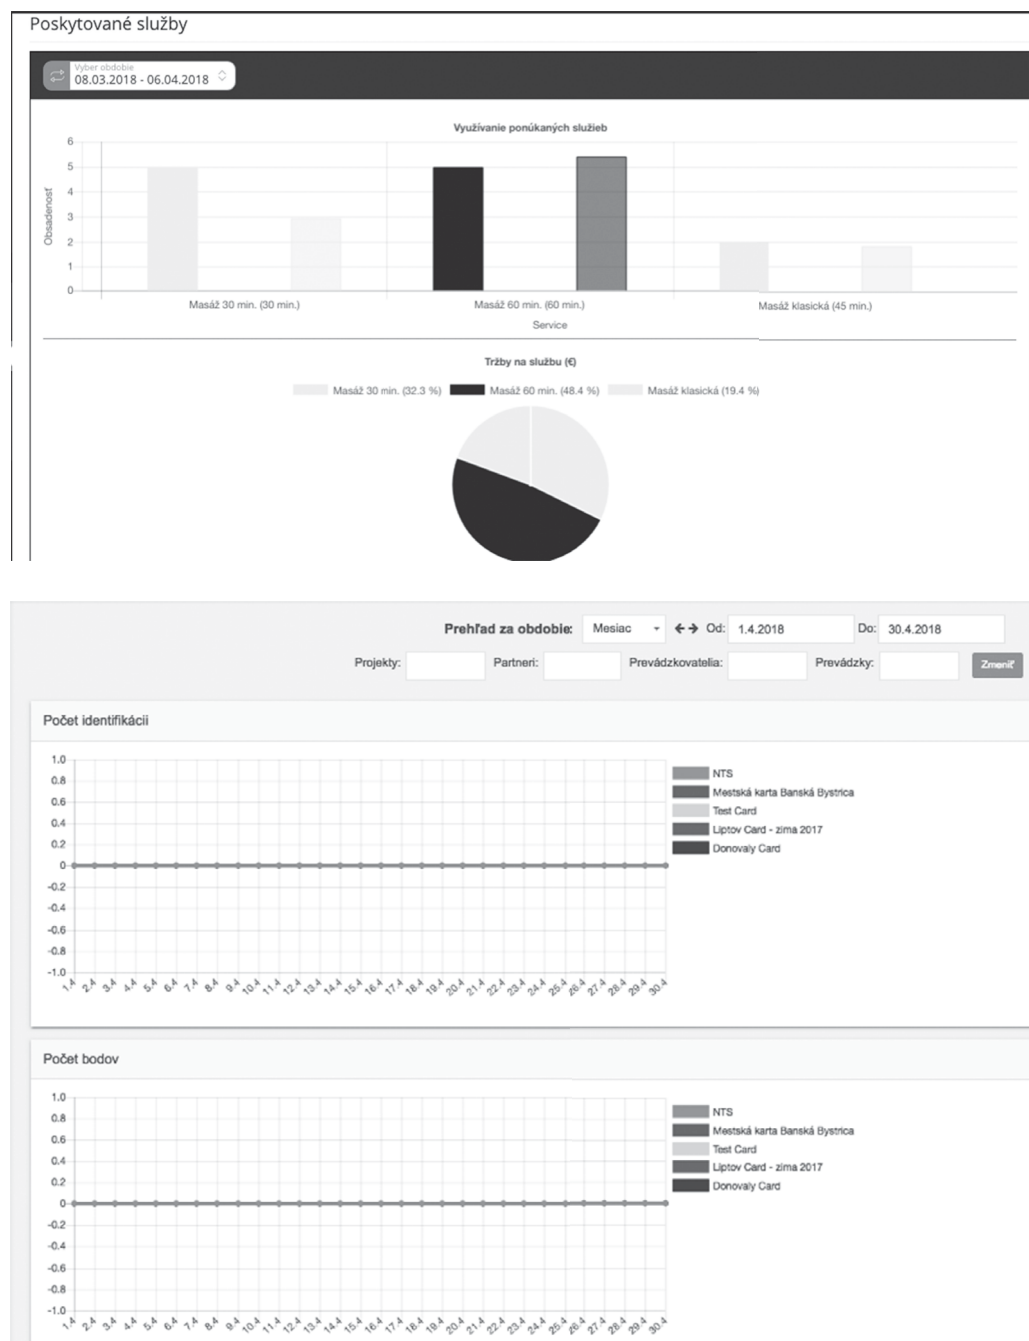 Poskytované služby
Vyber obdobie
08.03.2018 - 06.04.2018
Využívanie ponúkaných služieb
6
5
4
3
2
1
0
Obsadenosť
Masáž 30 min. (30 min.) Masáž 60 min. (60 min.) Masáž klasická (45 min.)
Service
Tržby na službu (€)
Masáž 30 min. (32.3 %) Masáž 60 min. (48.4 %) Masáž klasická (19.4 %)
Prehľad za obdobie: Mesiac Od: 1.4.2018 Do: 30.4.2018
Projekty: Partneri: Prevádzkovatelia: Prevádzky: Zmeniť
Počet identifikácii
1.0
0.8
0.6
0.4
0.2
0
-0.2
-0.4
-0.6
-0.8
-1.0
1.4 2.4 3.4 4.4 5.4 6.4 7.4 8.4 9.4 10.4 11.4 12.4 13.4 14.4 15.4 16.4 17.4 18.4 19.4 20.4 21.4 22.4 23.4 24.4 25.4 26.4 27.4 28.4 29.4 30.4
NTS
Mestská karta Banská Bystrica
Test Card
Liptov Card - zima 2017
Donovaly Card
Počet bodov
1.0
0.8
0.6
0.4
0.2
0
-0.2
-0.4
-0.6
-0.8
-1.0
1.4 2.4 3.4 4.4 5.4 6.4 7.4 8.4 9.4 10.4 11.4 12.4 13.4 14.4 15.4 16.4 17.4 18.4 19.4 20.4 21.4 22.4 23.4 24.4 25.4 26.4 27.4 28.4 29.4 30.4
NTS
Mestská karta Banská Bystrica
Test Card
Liptov Card - zima 2017
Donovaly Card